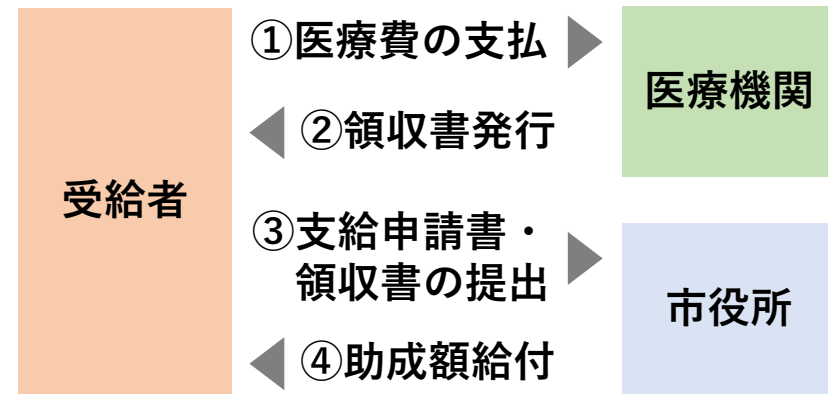 受給者
①医療費の支払
②領収書発行
医療機関
③支給申請書・
領収書の提出
④助成額給付
市役所